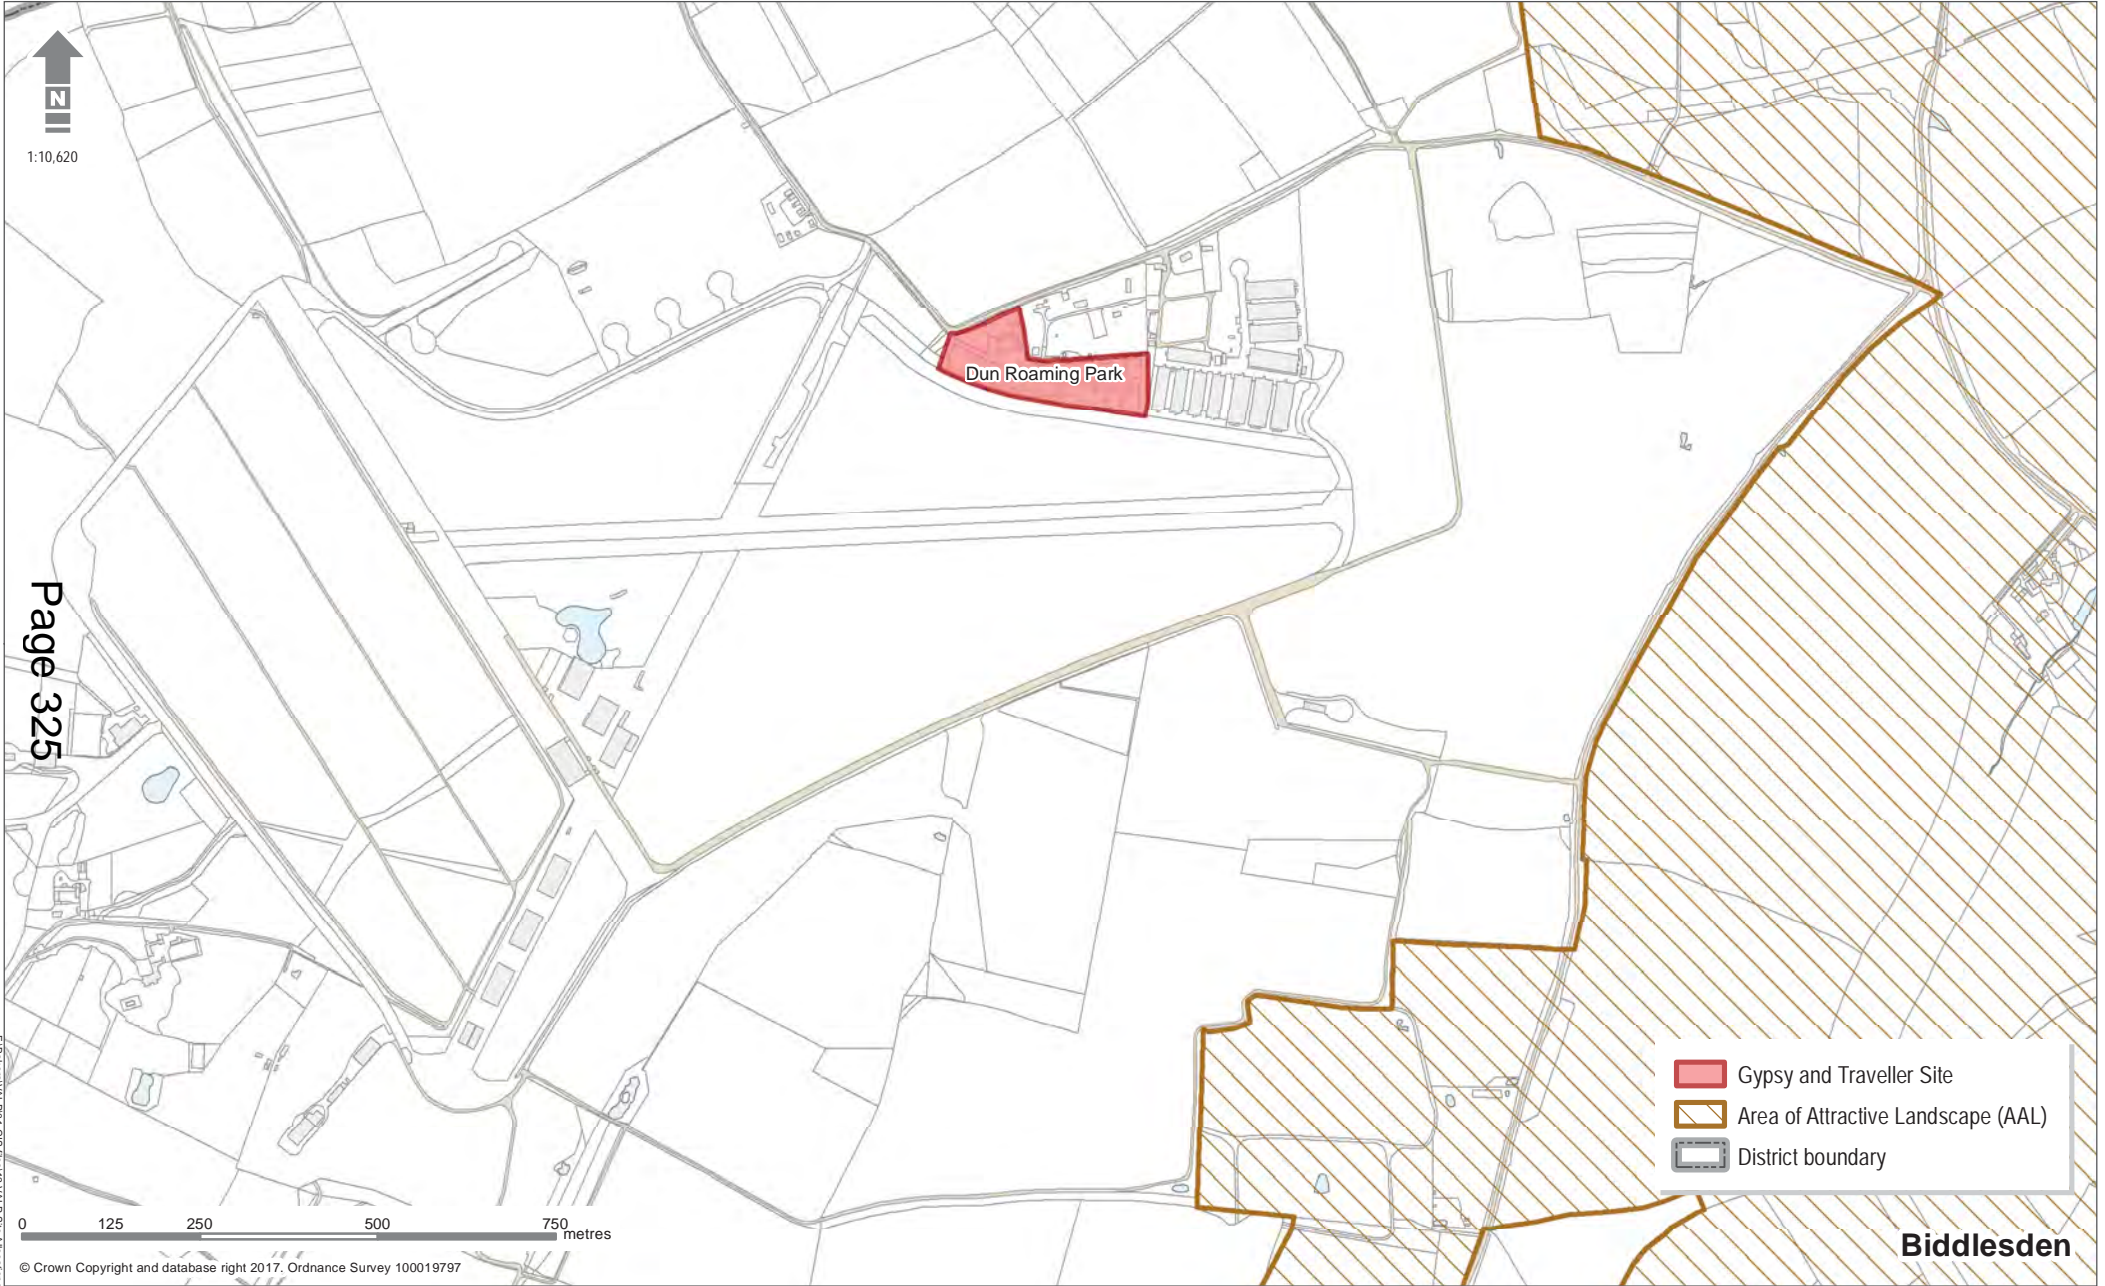 N
1:10,620
Dun Roaming Park
Page 325
Gypsy and Traveller Site
Area of Attractive Landscape (AAL)
District boundary
0 125 250 500 750
metres
© Crown Copyright and database right 2017. Ordnance Survey 100019797
Biddlesden